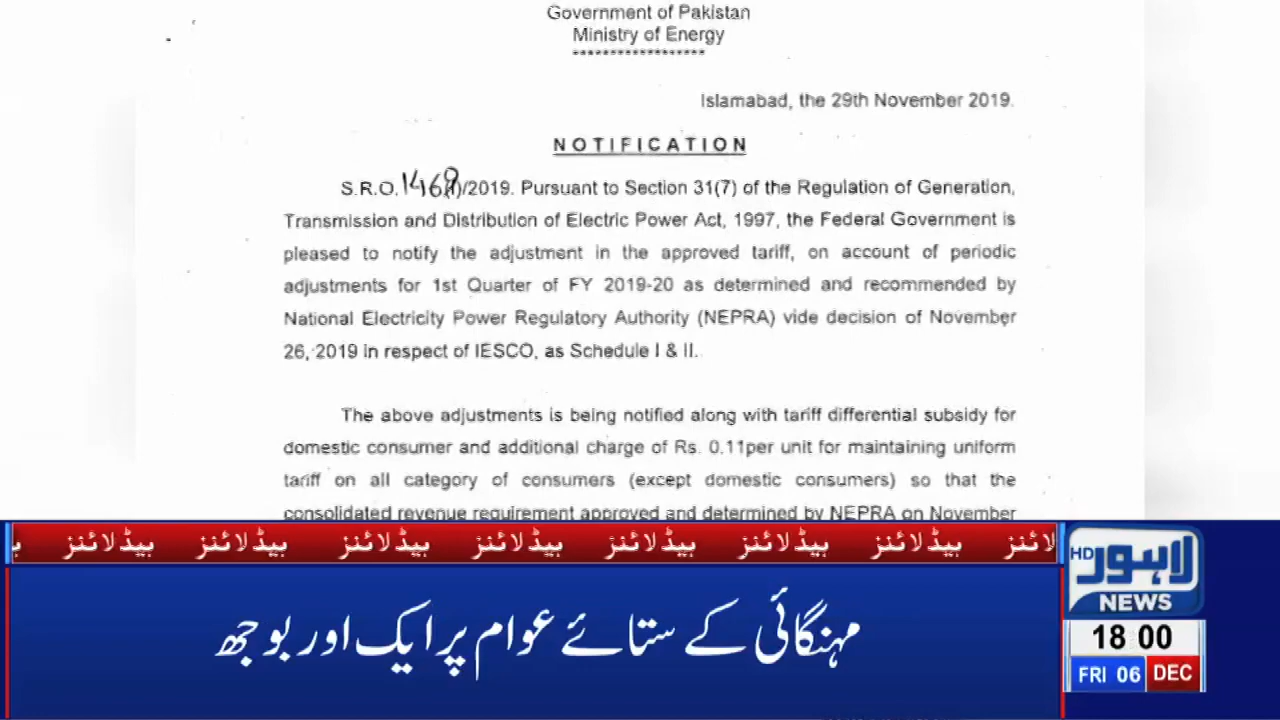 Government of Pakistan
Ministry of Energy
******************
Islamabad, the 29th November 2019.
NOTIFICATION
S.R.O. 1469(I)/2019. Pursuant to Section 31(7) of the Regulation of Generation,
Transmission and Distribution of Electric Power Act, 1997, the Federal Government is
pleased to notify the adjustment in the approved tariff, on account of periodic
adjustments for 1st Quarter of FY 2019-20 as determined and recommended by
National Electricity Power Regulatory Authority (NEPRA) vide decision of November
26, 2019 in respect of IESCO, as Schedule I & II.
The above adjustments is being notified along with tariff differential subsidy for
domestic consumer and additional charge of Rs. 0.11per unit for maintaining uniform
tariff on all category of consumers (except domestic consumers) so that the
consolidated revenue requirement approved and determined by NEPRA on November
ہیڈلائنز ہیڈلائنز ہیڈلائنز ہیڈلائنز ہیڈلائنز ہیڈلائنز ہیڈلائنز
مہنگائی کے ستائے عوام پر ایک اور بوجھ
لاہور HD
NEWS
18 00
FRI 06 DEC